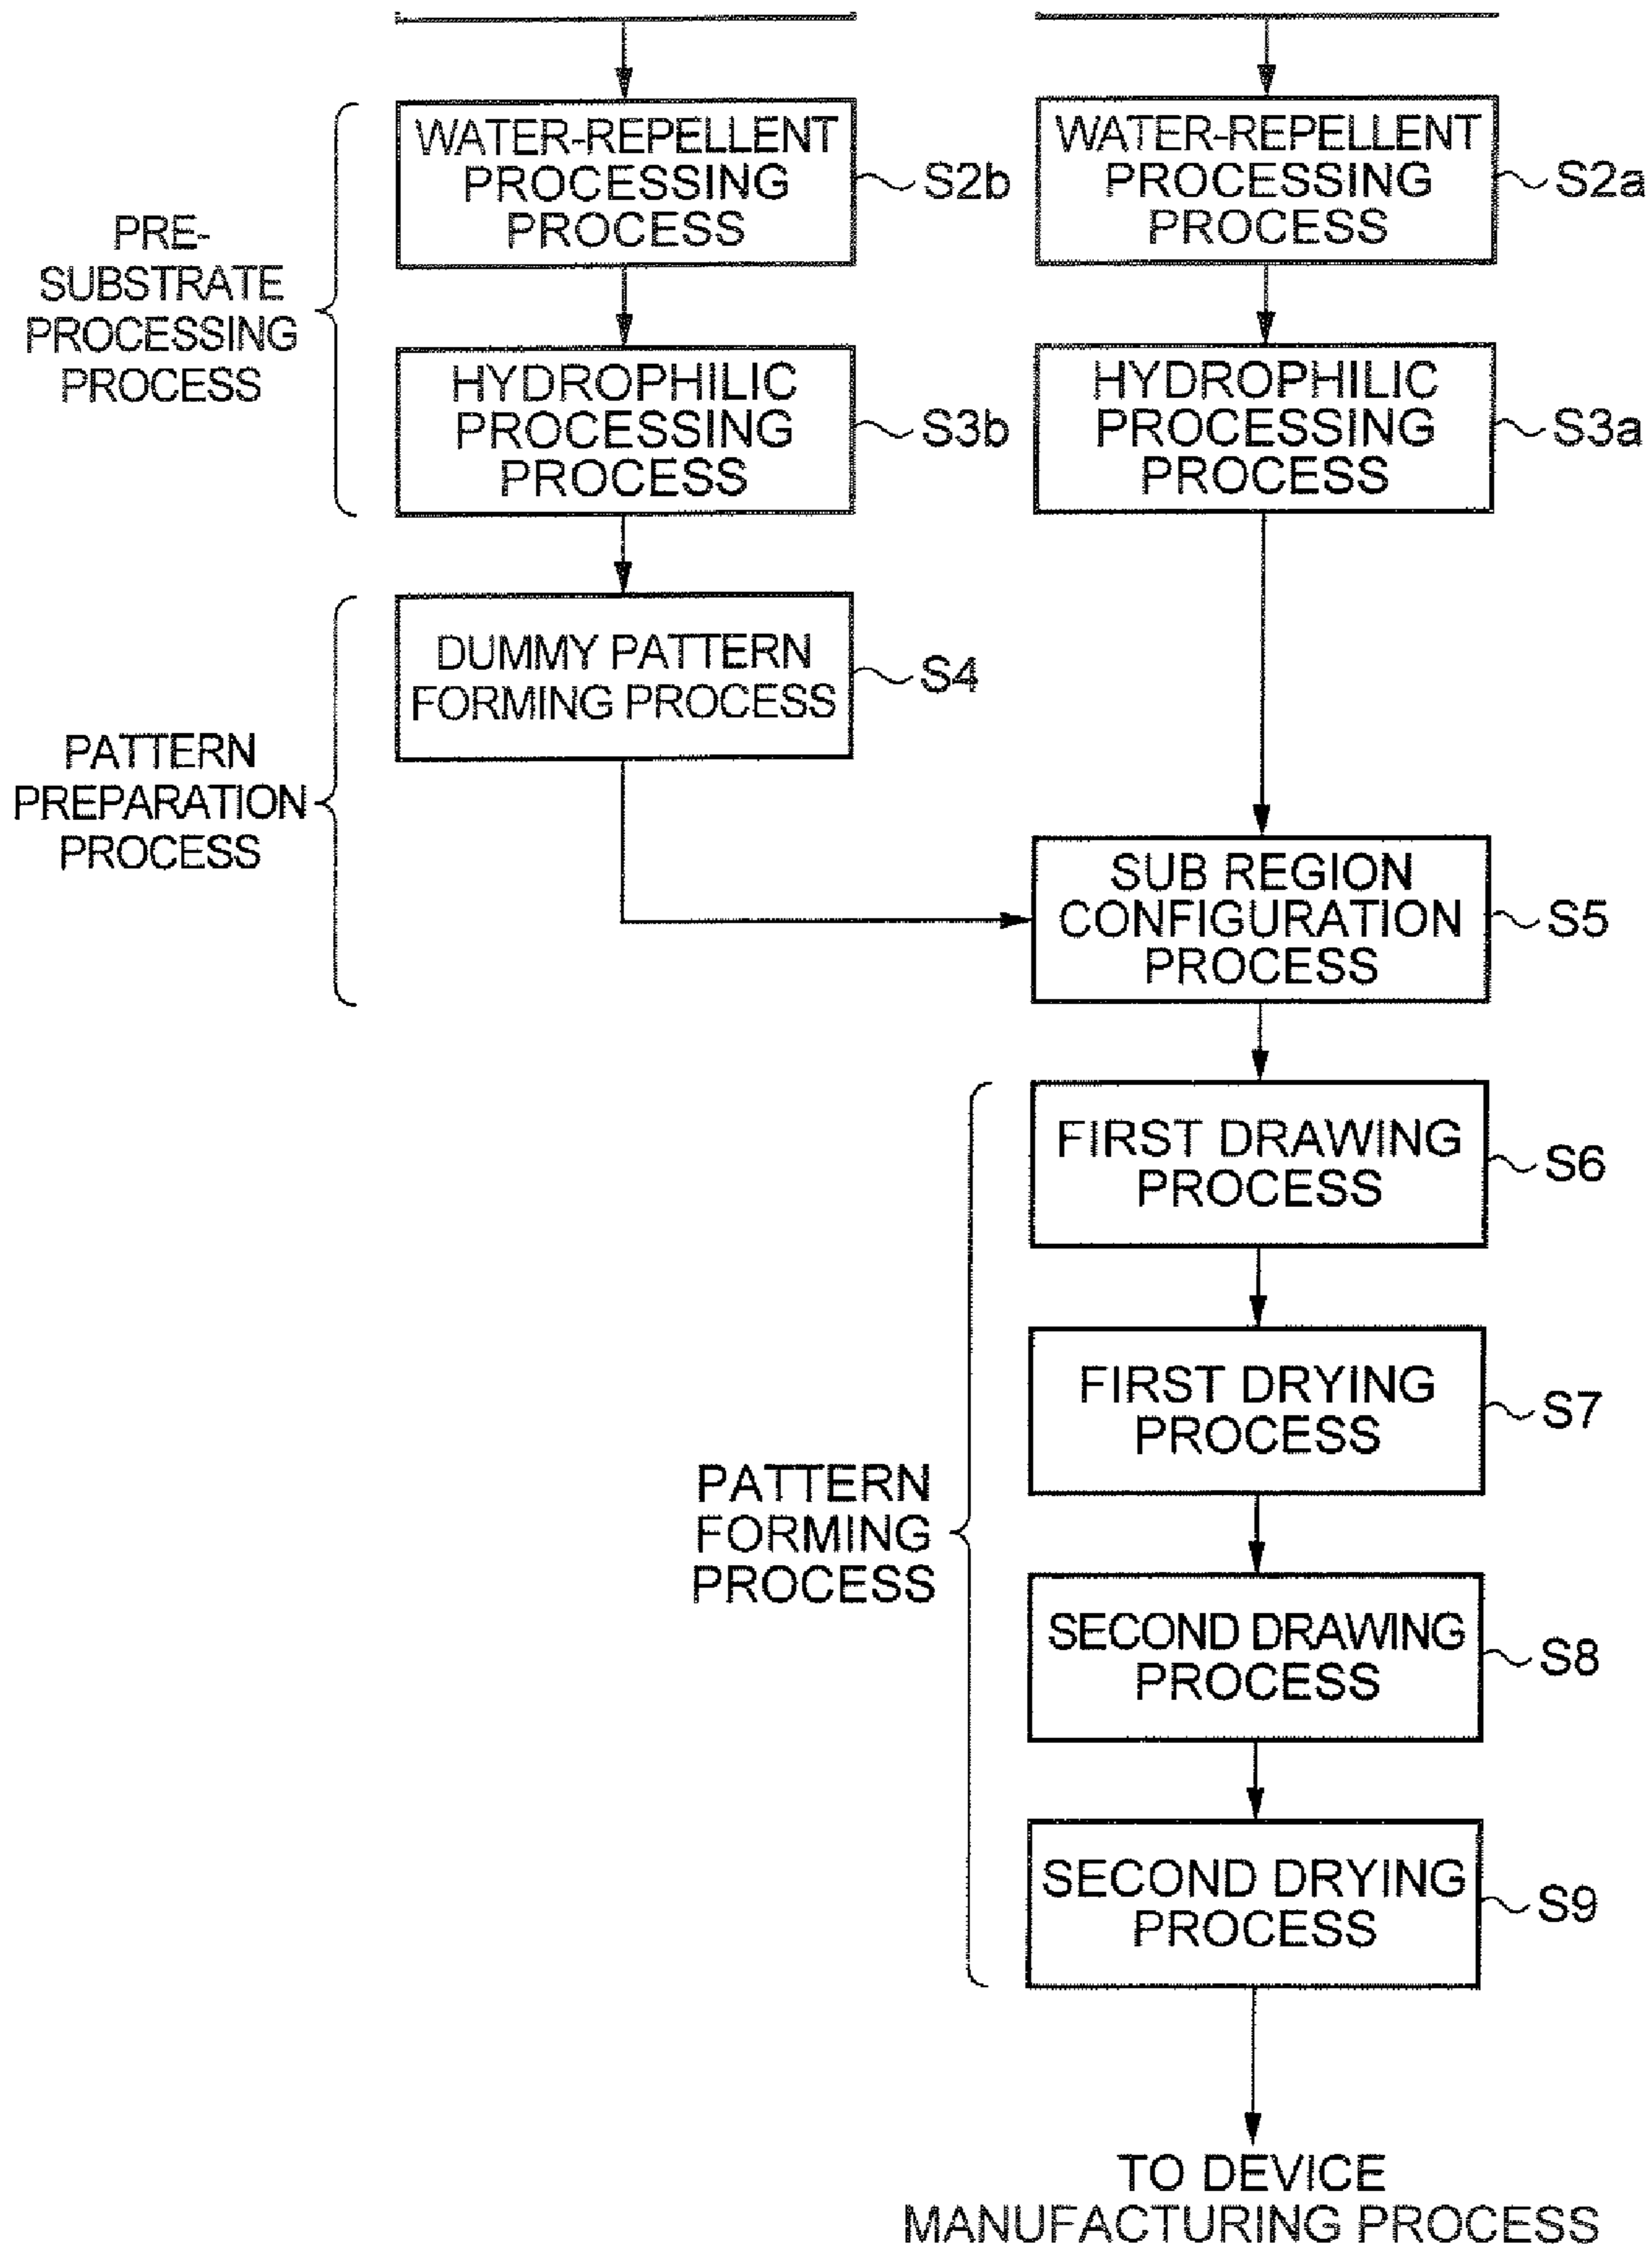 WATER-REPELLENT
PROCESSING
PROCESS
S2b
WATER-REPELLENT
PROCESSING
PROCESS
S2a
PRE-
SUBSTRATE
PROCESSING
PROCESS
HYDROPHILIC
PROCESSING
PROCESS
S3b
HYDROPHILIC
PROCESSING
PROCESS
S3a
DUMMY PATTERN
FORMING PROCESS
S4
PATTERN
PREPARATION
PROCESS
SUB REGION
CONFIGURATION
PROCESS
S5
FIRST DRAWING
PROCESS
S6
FIRST DRYING
PROCESS
S7
PATTERN
FORMING
PROCESS
SECOND DRAWING
PROCESS
S8
SECOND DRYING
PROCESS
S9
TO DEVICE
MANUFACTURING PROCESS